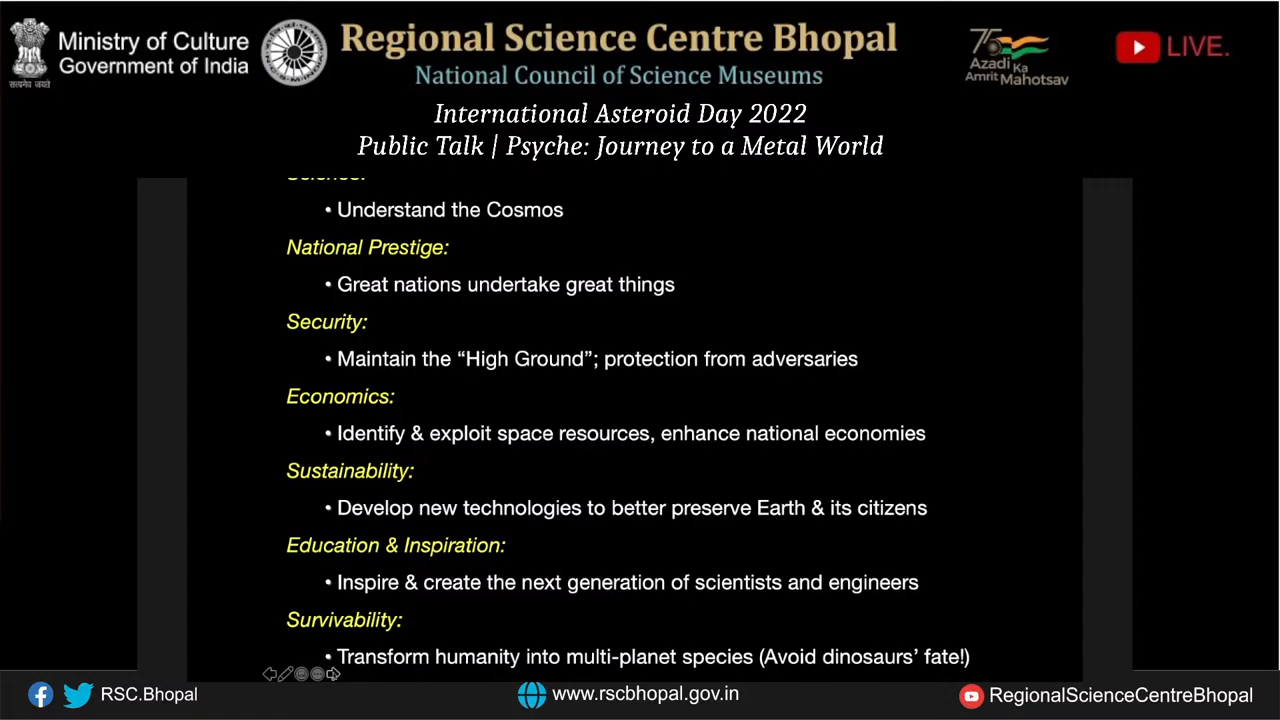 Ministry of Culture
Government of India
सत्यमेव जयते
Regional Science Centre Bhopal
National Council of Science Museums
75
Azadi
Ka
Amrit Mahotsav
LIVE.
International Asteroid Day 2022
Public Talk | Psyche: Journey to a Metal World
Science:
• Understand the Cosmos
National Prestige:
• Great nations undertake great things
Security:
• Maintain the “High Ground”; protection from adversaries
Economics:
• Identify & exploit space resources, enhance national economies
Sustainability:
• Develop new technologies to better preserve Earth & its citizens
Education & Inspiration:
• Inspire & create the next generation of scientists and engineers
Survivability:
• Transform humanity into multi-planet species (Avoid dinosaurs’ fate!)
RSC.Bhopal
www.rscbhopal.gov.in
RegionalScienceCentreBhopal